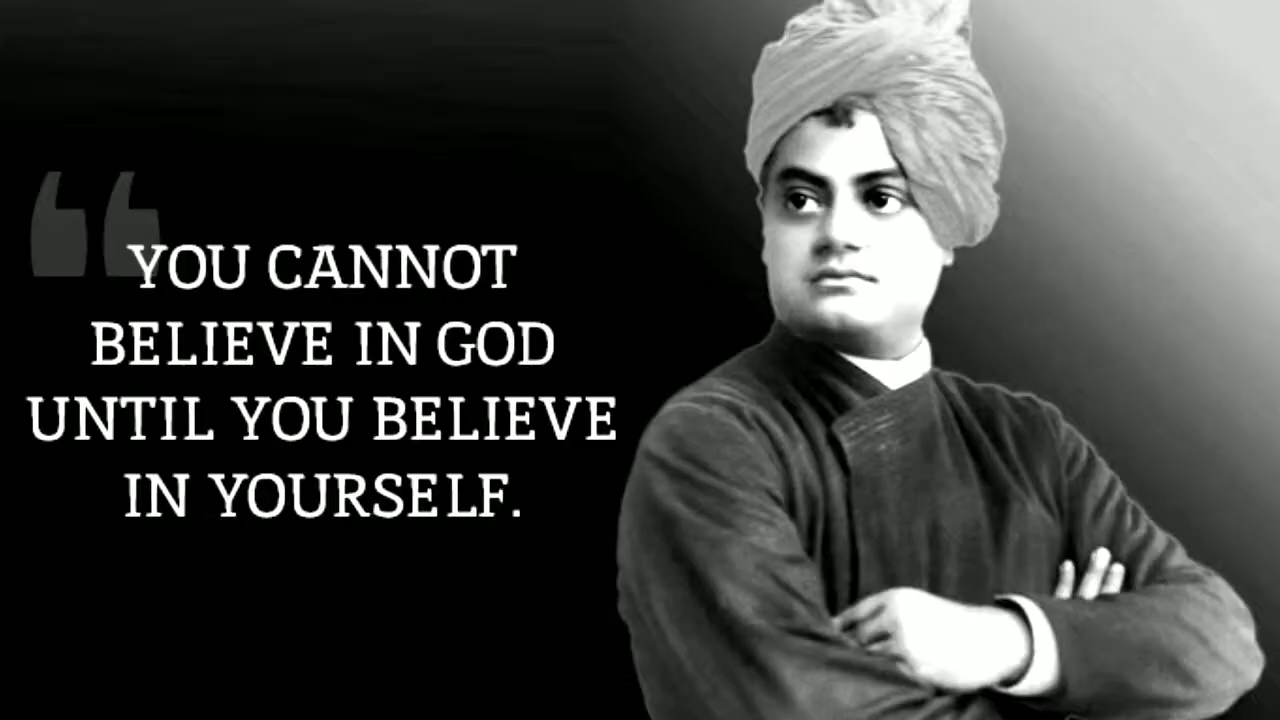 “
YOU CANNOT
BELIEVE IN GOD
UNTIL YOU BELIEVE
IN YOURSELF.